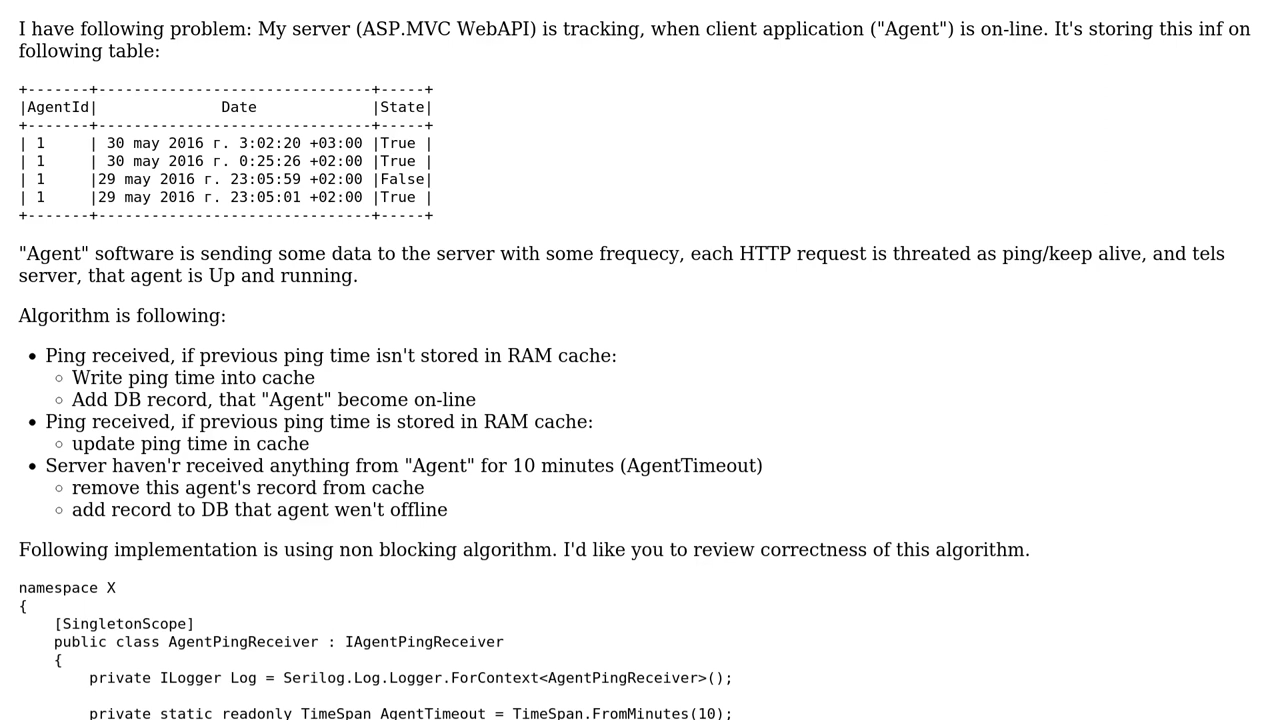 I have following problem: My server (ASP.MVC WebAPI) is tracking, when client application ("Agent") is on-line. It's storing this inf on
following table:
+-------+-------------------------------+-----+
|AgentId|              Date             |State|
+-------+-------------------------------+-----+
| 1     | 30 may 2016 г. 3:02:20 +03:00 |True |
| 1     | 30 may 2016 г. 0:25:26 +02:00 |True |
| 1     |29 may 2016 г. 23:05:59 +02:00 |False|
| 1     |29 may 2016 г. 23:05:01 +02:00 |True |
+-------+-------------------------------+-----+
"Agent" software is sending some data to the server with some frequecy, each HTTP request is threated as ping/keep alive, and tels
server, that agent is Up and running.
Algorithm is following:
• Ping received, if previous ping time isn't stored in RAM cache:
◦ Write ping time into cache
◦ Add DB record, that "Agent" become on-line
• Ping received, if previous ping time is stored in RAM cache:
◦ update ping time in cache
• Server haven'r received anything from "Agent" for 10 minutes (AgentTimeout)
◦ remove this agent's record from cache
◦ add record to DB that agent wen't offline
Following implementation is using non blocking algorithm. I'd like you to review correctness of this algorithm.
namespace X
{
    [SingletonScope]
    public class AgentPingReceiver : IAgentPingReceiver
    {
        private ILogger Log = Serilog.Log.Logger.ForContext<AgentPingReceiver>();
        private static readonly TimeSpan AgentTimeout = TimeSpan.FromMinutes(10);